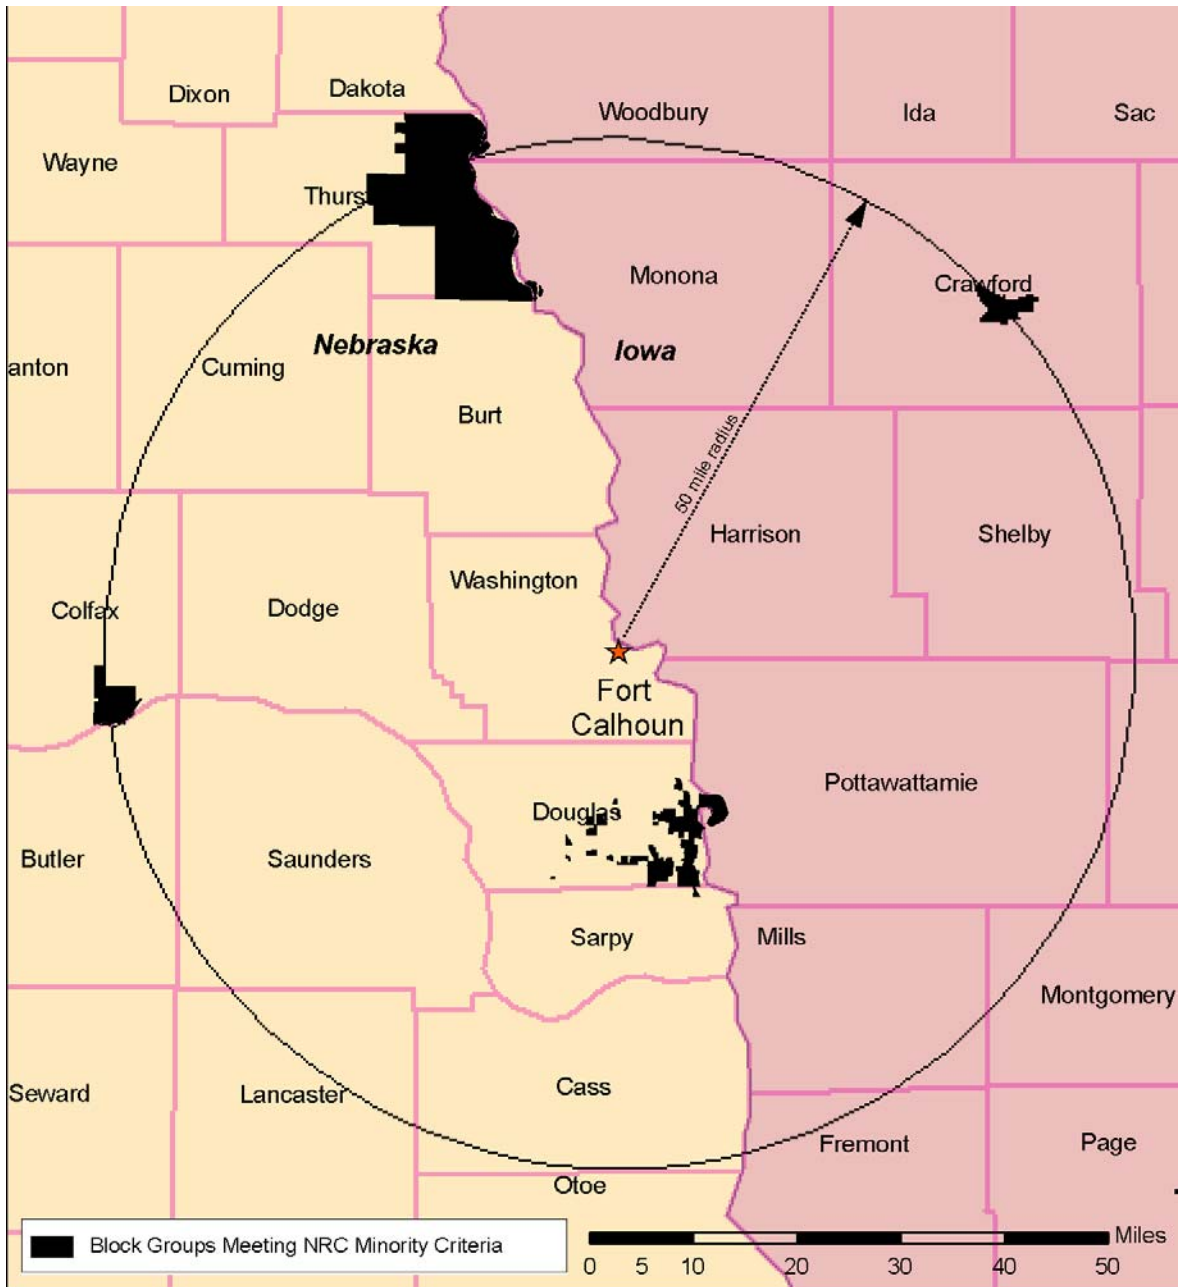 Dakota
Dixon
Woodbury
Ida
Sac
Wayne
Thurs
Monona
Crawford
Nebraska
Iowa
anton
Cuming
Burt
50 mile radius
Harrison
Shelby
Washington
Colfax
Dodge
Fort
Calhoun
Pottawattamie
Douglas
Butler
Saunders
Sarpy
Mills
Montgomery
Seward
Lancaster
Cass
Fremont
Page
Otoe
Block Groups Meeting NRC Minority Criteria
Miles
0 5 10 20 30 40 50